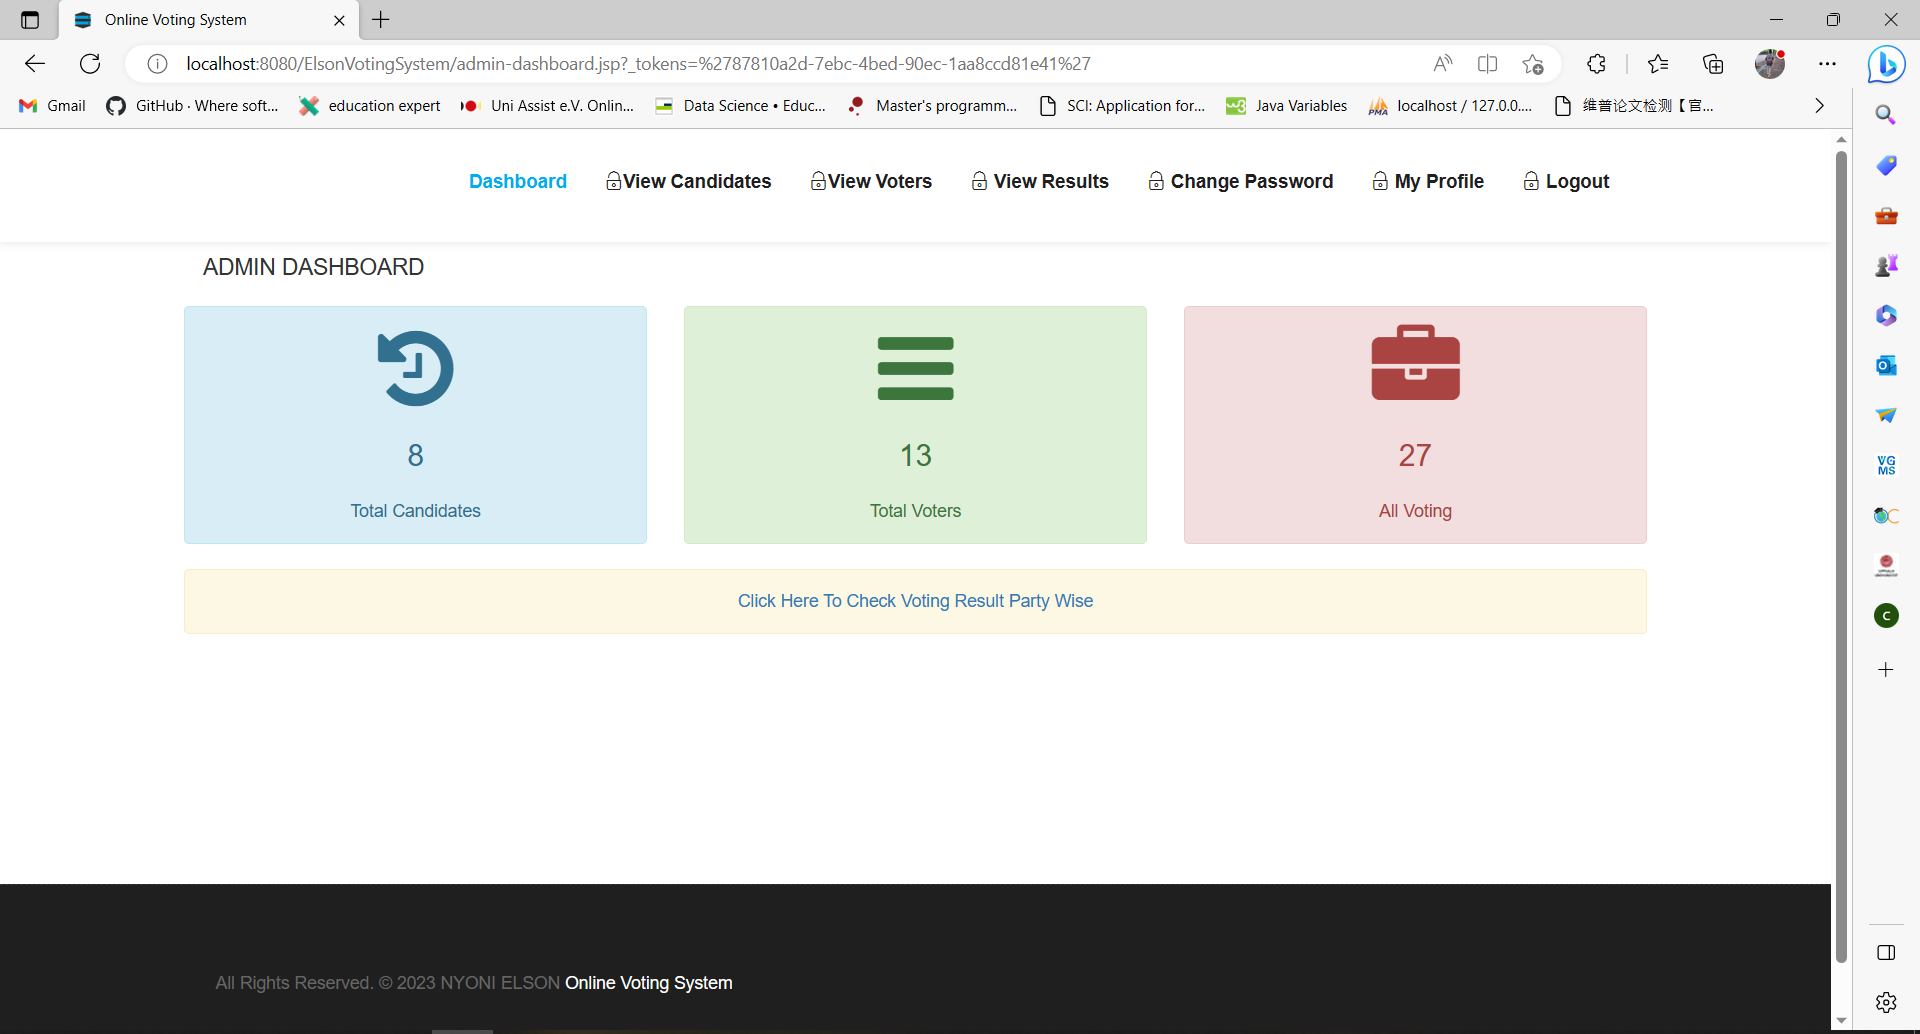 Online Voting System
localhost:8080/ElsonVotingSystem/admin-dashboard.jsp?_tokens=%2787810a2d-7ebc-4bed-90ec-1aa8ccd81e41%27
Gmail GitHub · Where soft... education expert Uni Assist e.V. Onlin... Data Science • Educ... Master's programm... SCI: Application for... Java Variables localhost / 127.0.0.... 维普论文检测【官...
Dashboard View Candidates View Voters View Results Change Password My Profile Logout
ADMIN DASHBOARD
8 13 27
Total Candidates Total Voters All Voting
Click Here To Check Voting Result Party Wise
All Rights Reserved. © 2023 NYONI ELSON Online Voting System
VG
MS
C